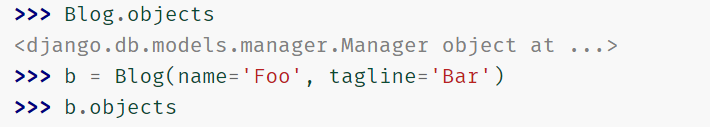 >>> Blog.objects
<django.db.models.manager.Manager object at ...>
>>> b = Blog(name='Foo', tagline='Bar')
>>> b.objects